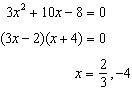 3x² + 10x − 8 = 0
(3x − 2)(x + 4) = 0
x = 2/3, −4